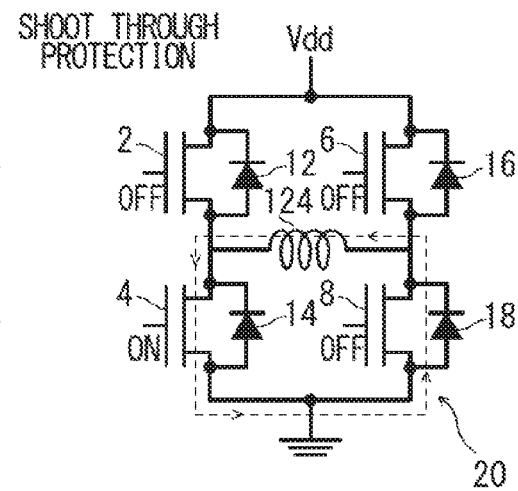 SHOOT THROUGH
PROTECTION
Vdd
2
12
6
16
OFF
124
OFF
4
14
8
18
ON
OFF
20